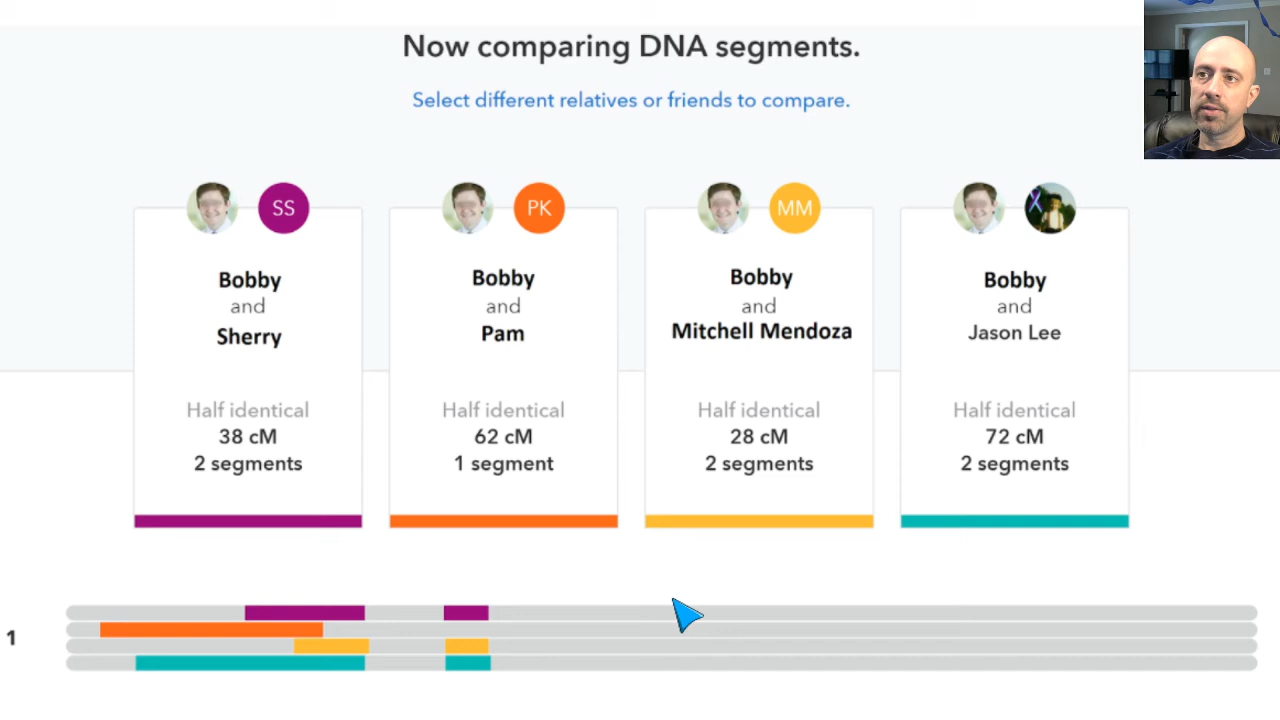 Now comparing DNA segments.
Select different relatives or friends to compare.
SS
Bobby
and
Sherry
Half identical
38 cM
2 segments
PK
Bobby
and
Pam
Half identical
62 cM
1 segment
MM
Bobby
and
Mitchell Mendoza
Half identical
28 cM
2 segments
Bobby
and
Jason Lee
Half identical
72 cM
2 segments
1